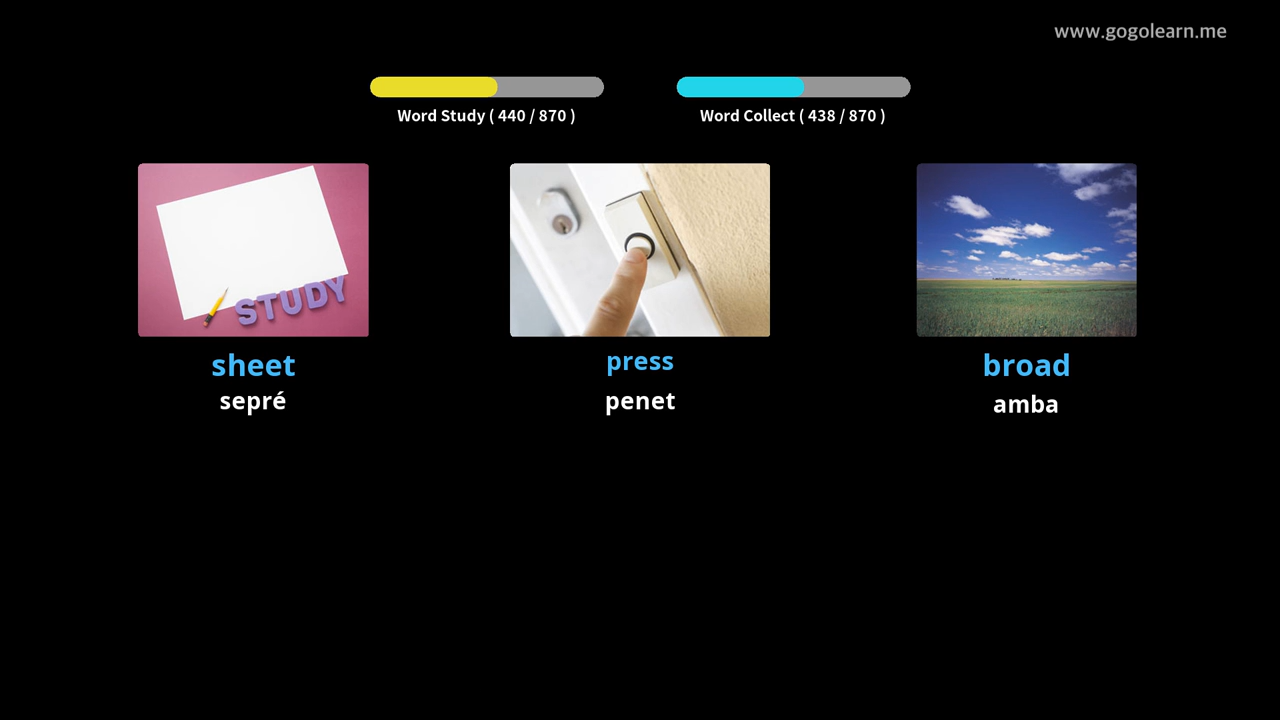 www.gogolearn.me
Word Study ( 440 / 870 )
Word Collect ( 438 / 870 )
STUDY
sheet
press
broad
sepré
penet
amba